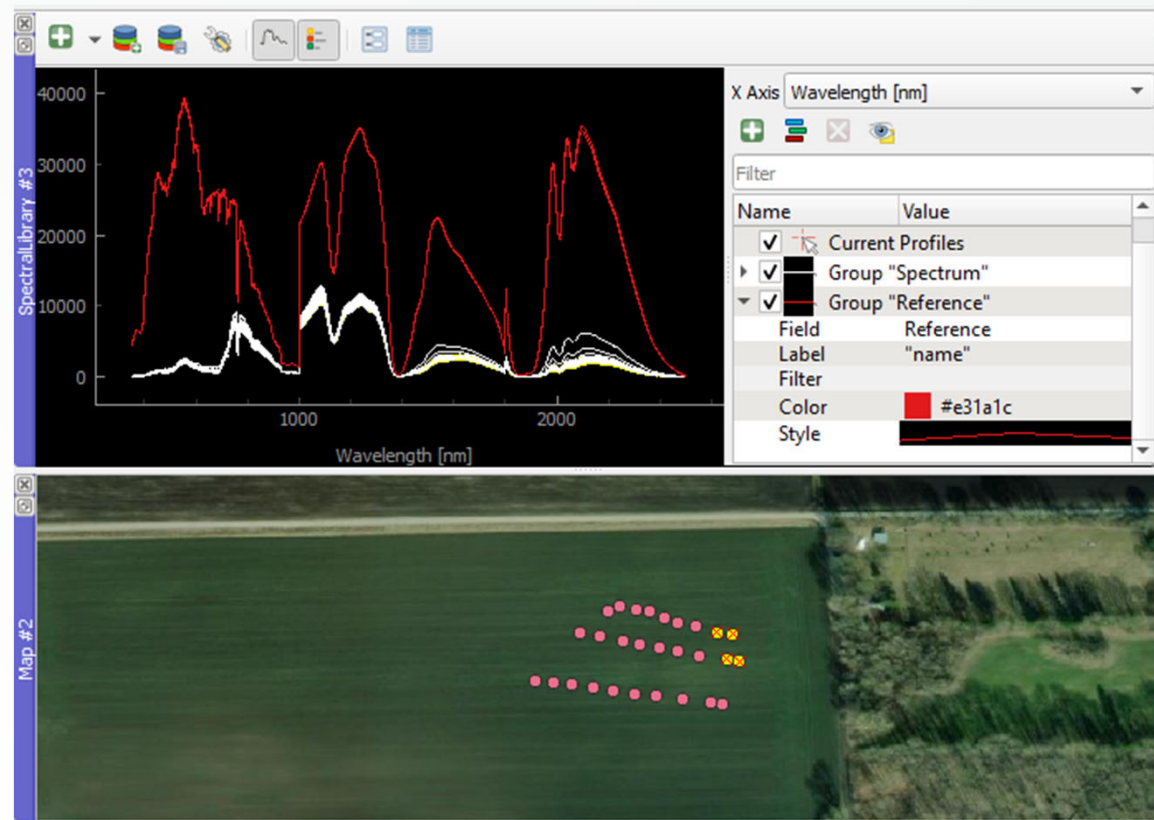 SpectralLibrary #3
40000
30000
20000
10000
0
1000
2000
Wavelength [nm]
X Axis Wavelength [nm]
Filter
Name Value
Current Profiles
Group "Spectrum"
Group "Reference"
Field Reference
Label "name"
Filter
Color #e31a1c
Style
Map #2